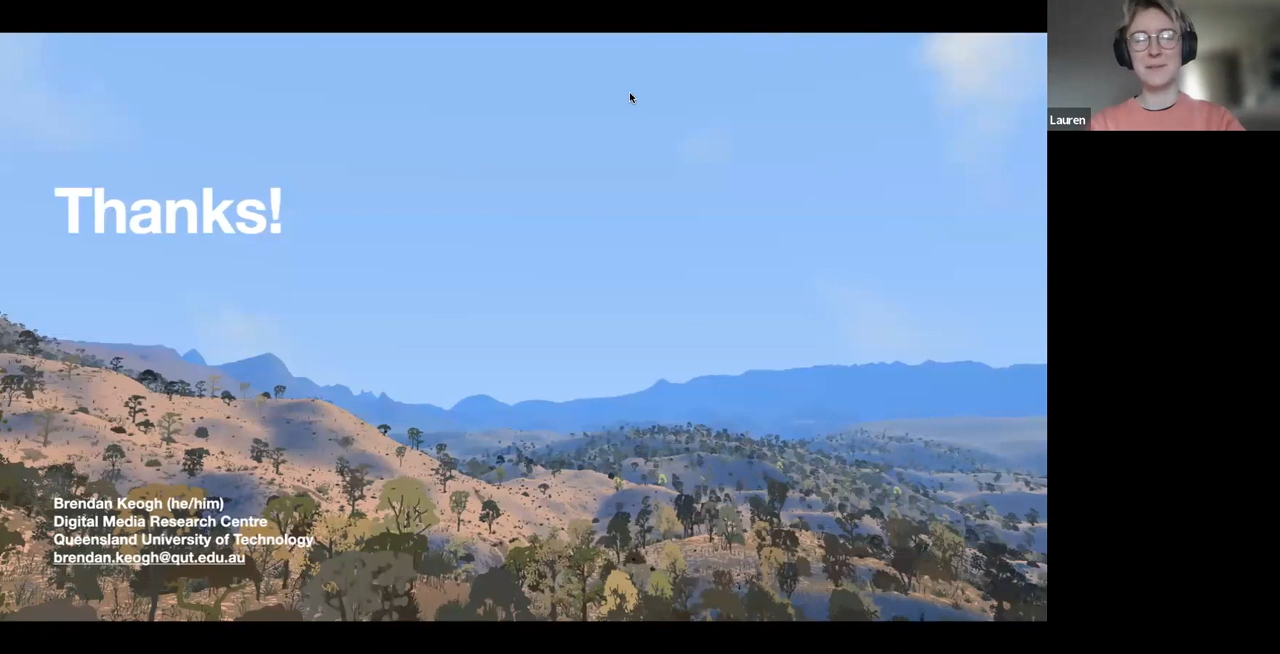 Lauren
Thanks!
Brendan Keogh (he/him)
Digital Media Research Centre
Queensland University of Technology
brendan.keogh@qut.edu.au